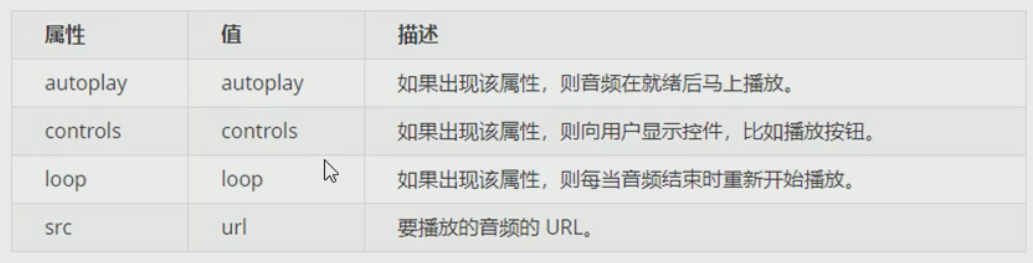 属性 值 描述
autoplay autoplay 如果出现该属性，则音频在就绪后马上播放。
controls controls 如果出现该属性，则向用户显示控件，比如播放按钮。
loop loop 如果出现该属性，则每当音频结束时重新开始播放。
src url 要播放的音频的 URL。